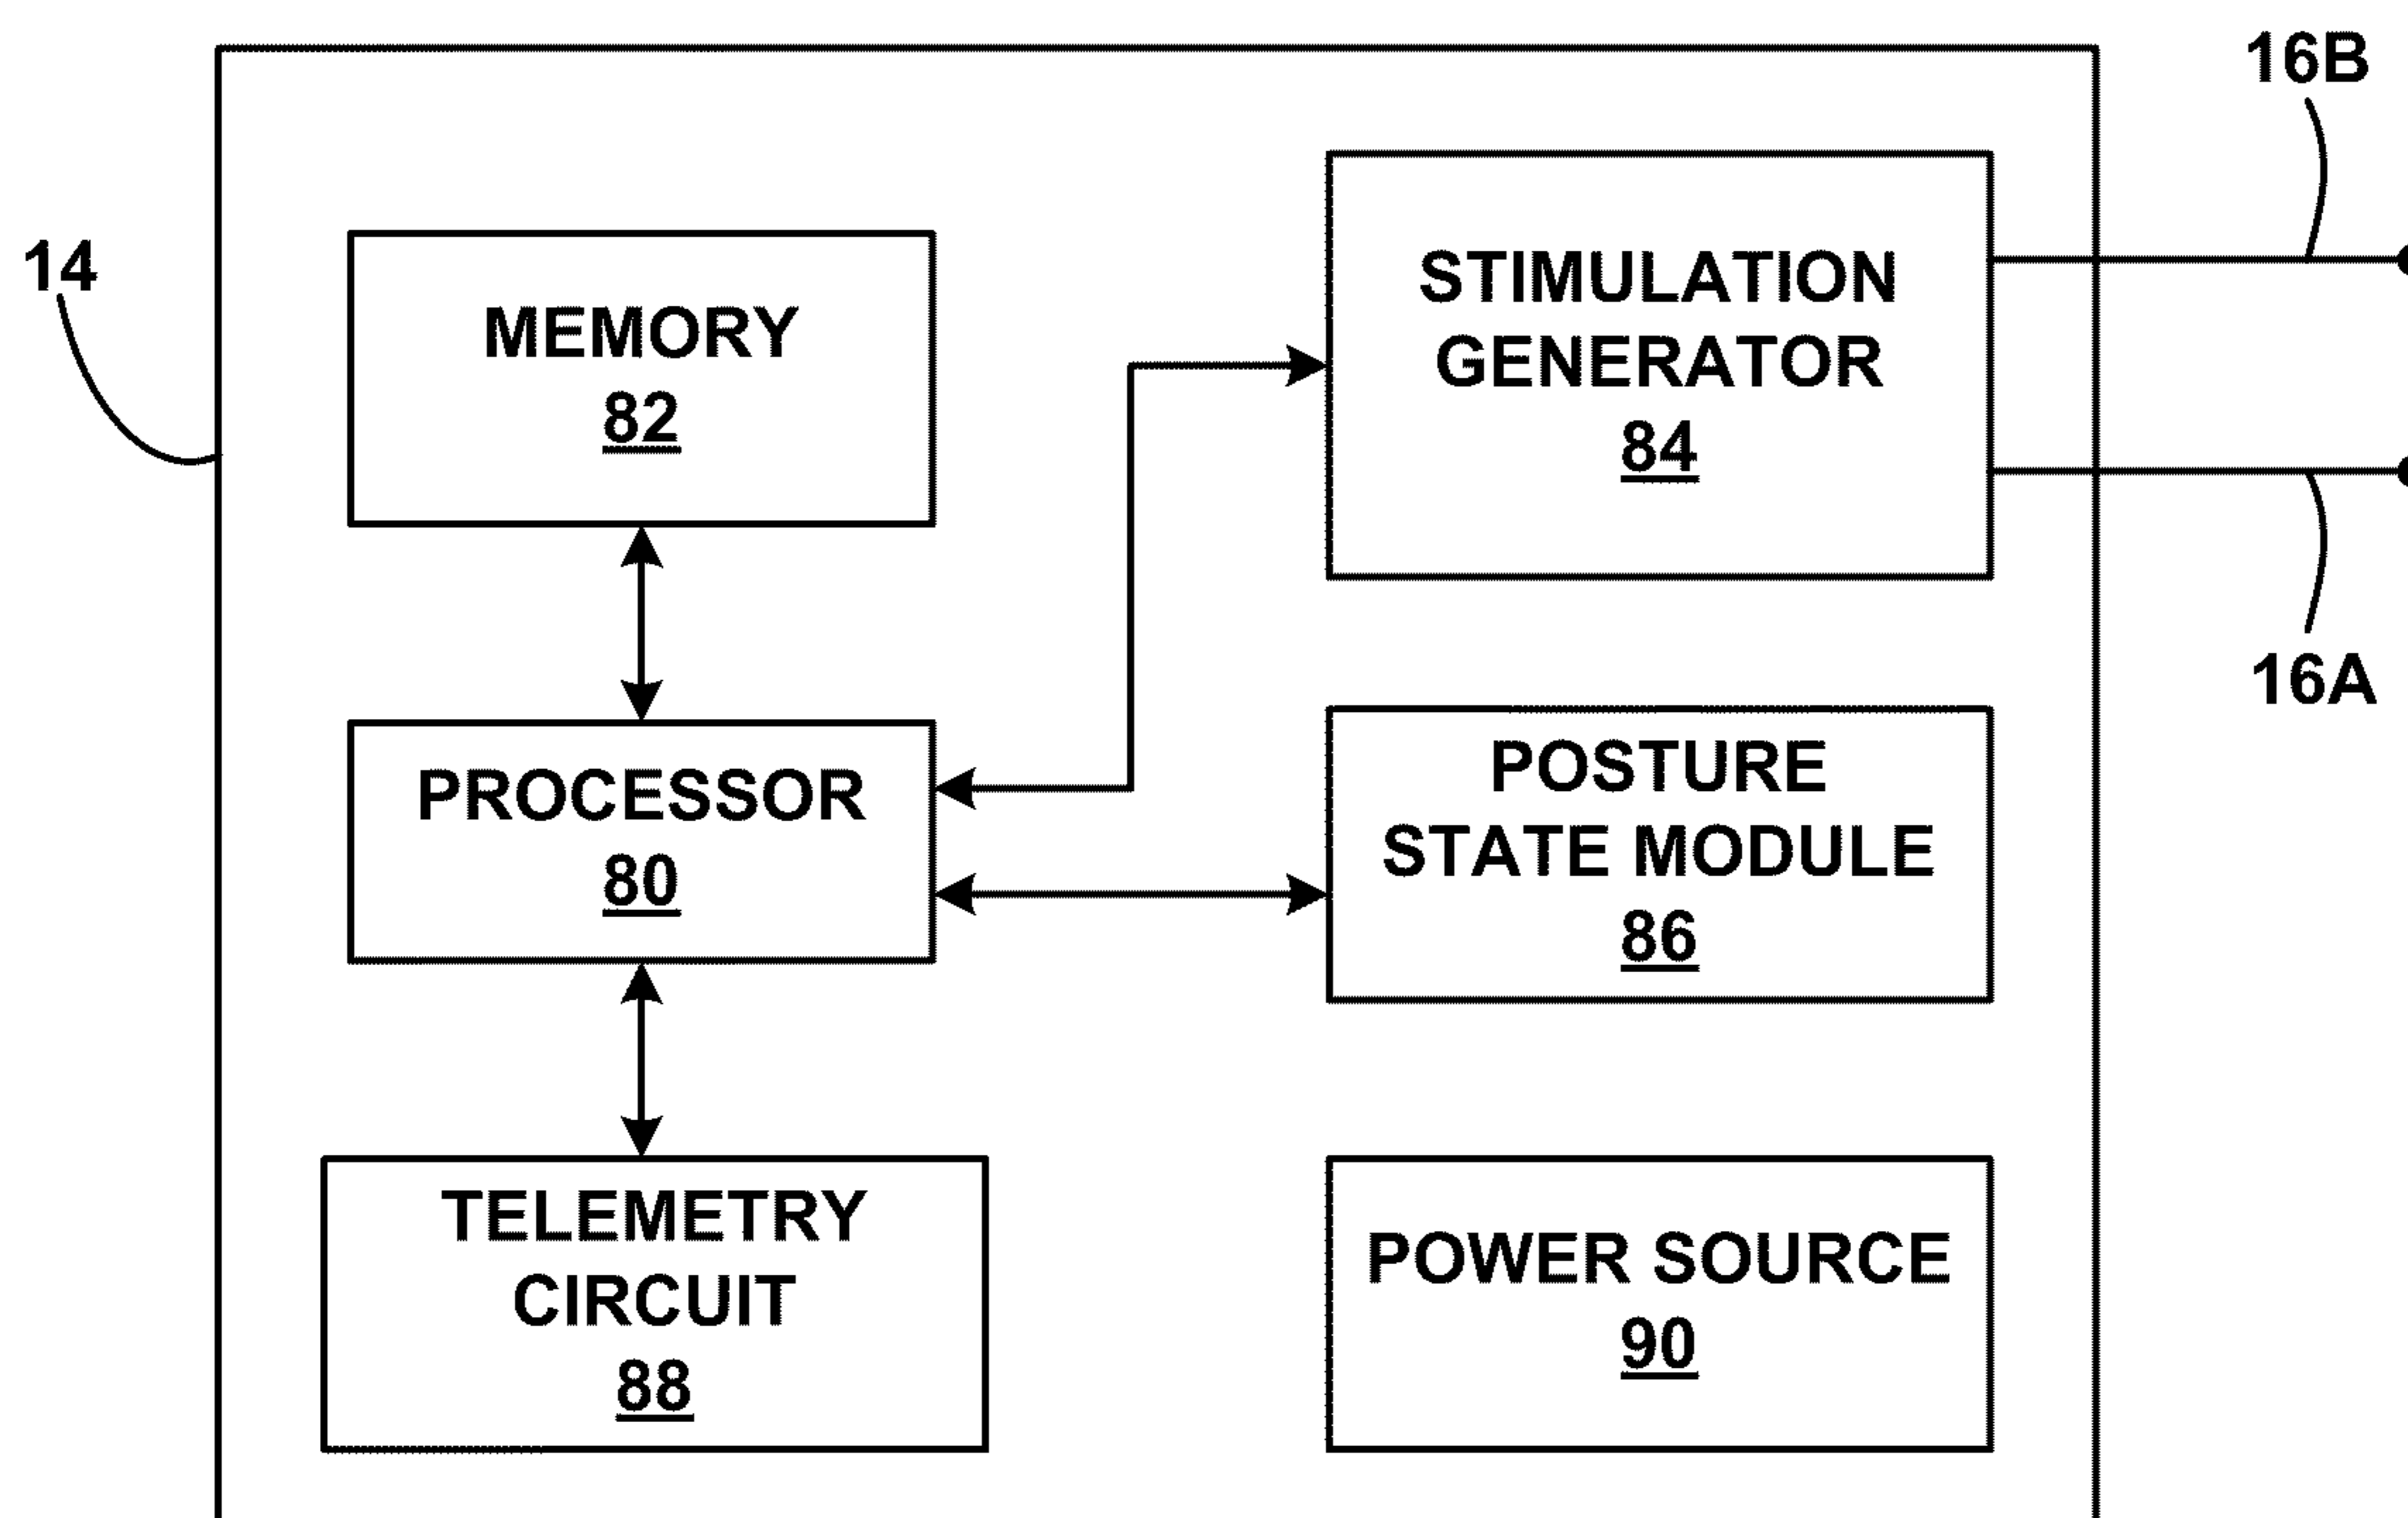 14
MEMORY
82
PROCESSOR
80
TELEMETRY
CIRCUIT
88
STIMULATION
GENERATOR
84
POSTURE
STATE MODULE
86
POWER SOURCE
90
16B
16A